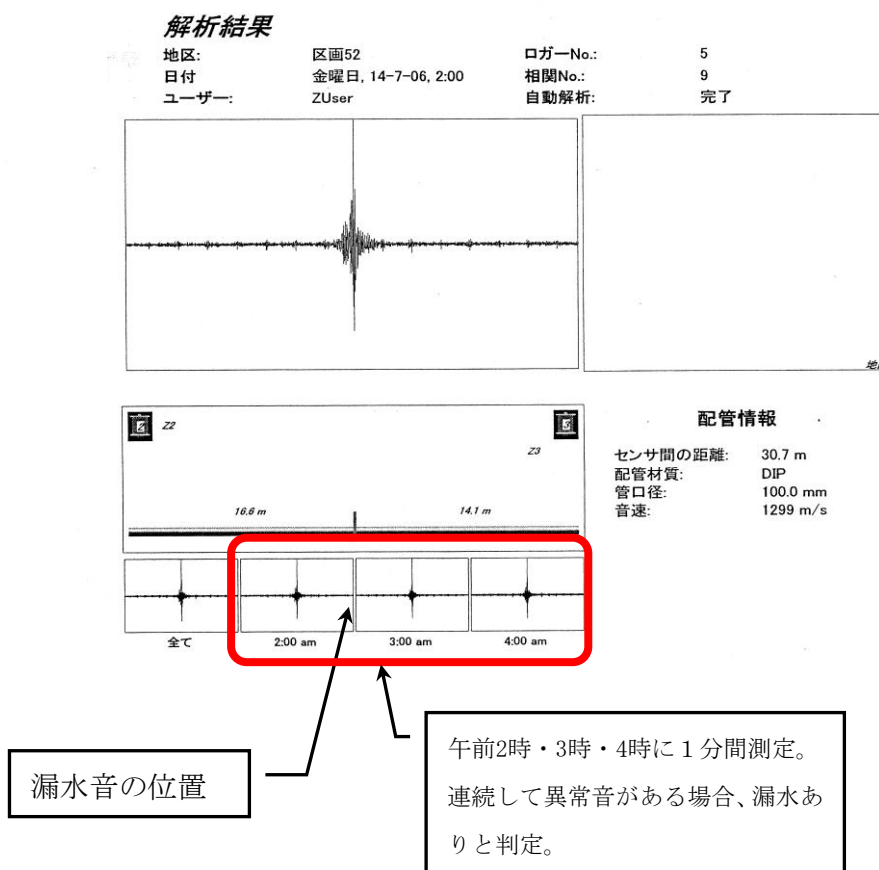 解析結果
地区: 区画52 ロガーNo.: 5
日付 金曜日, 14-7-06, 2:00 相関No.: 9
ユーザー: ZUser 自動解析: 完了
Z2
Z3
16.6 m 14.1 m
配管情報
センサ間の距離: 30.7 m
配管材質: DIP
管口径: 100.0 mm
音速: 1299 m/s
全て 2:00 am 3:00 am 4:00 am
漏水音の位置
午前2時・3時・4時に１分間測定。
連続して異常音がある場合、漏水あ
りと判定。